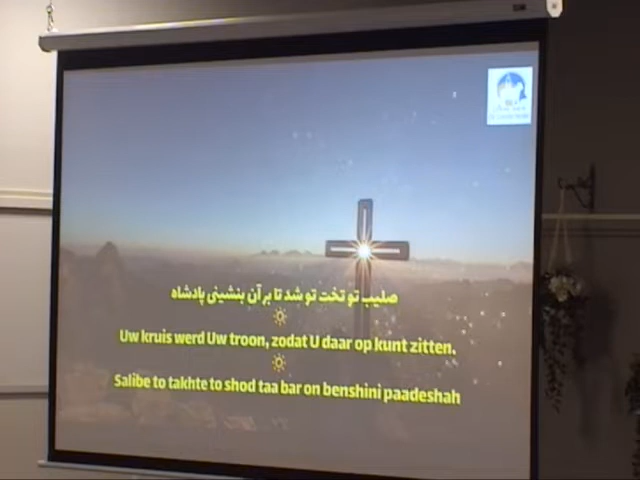 صلیب تو تخت تو شد تا بر آن بنشینی پادشاه
Uw kruis werd Uw troon, zodat U daar op kunt zitten.
Salibe to takhte to shod taa bar on benshini paadeshah